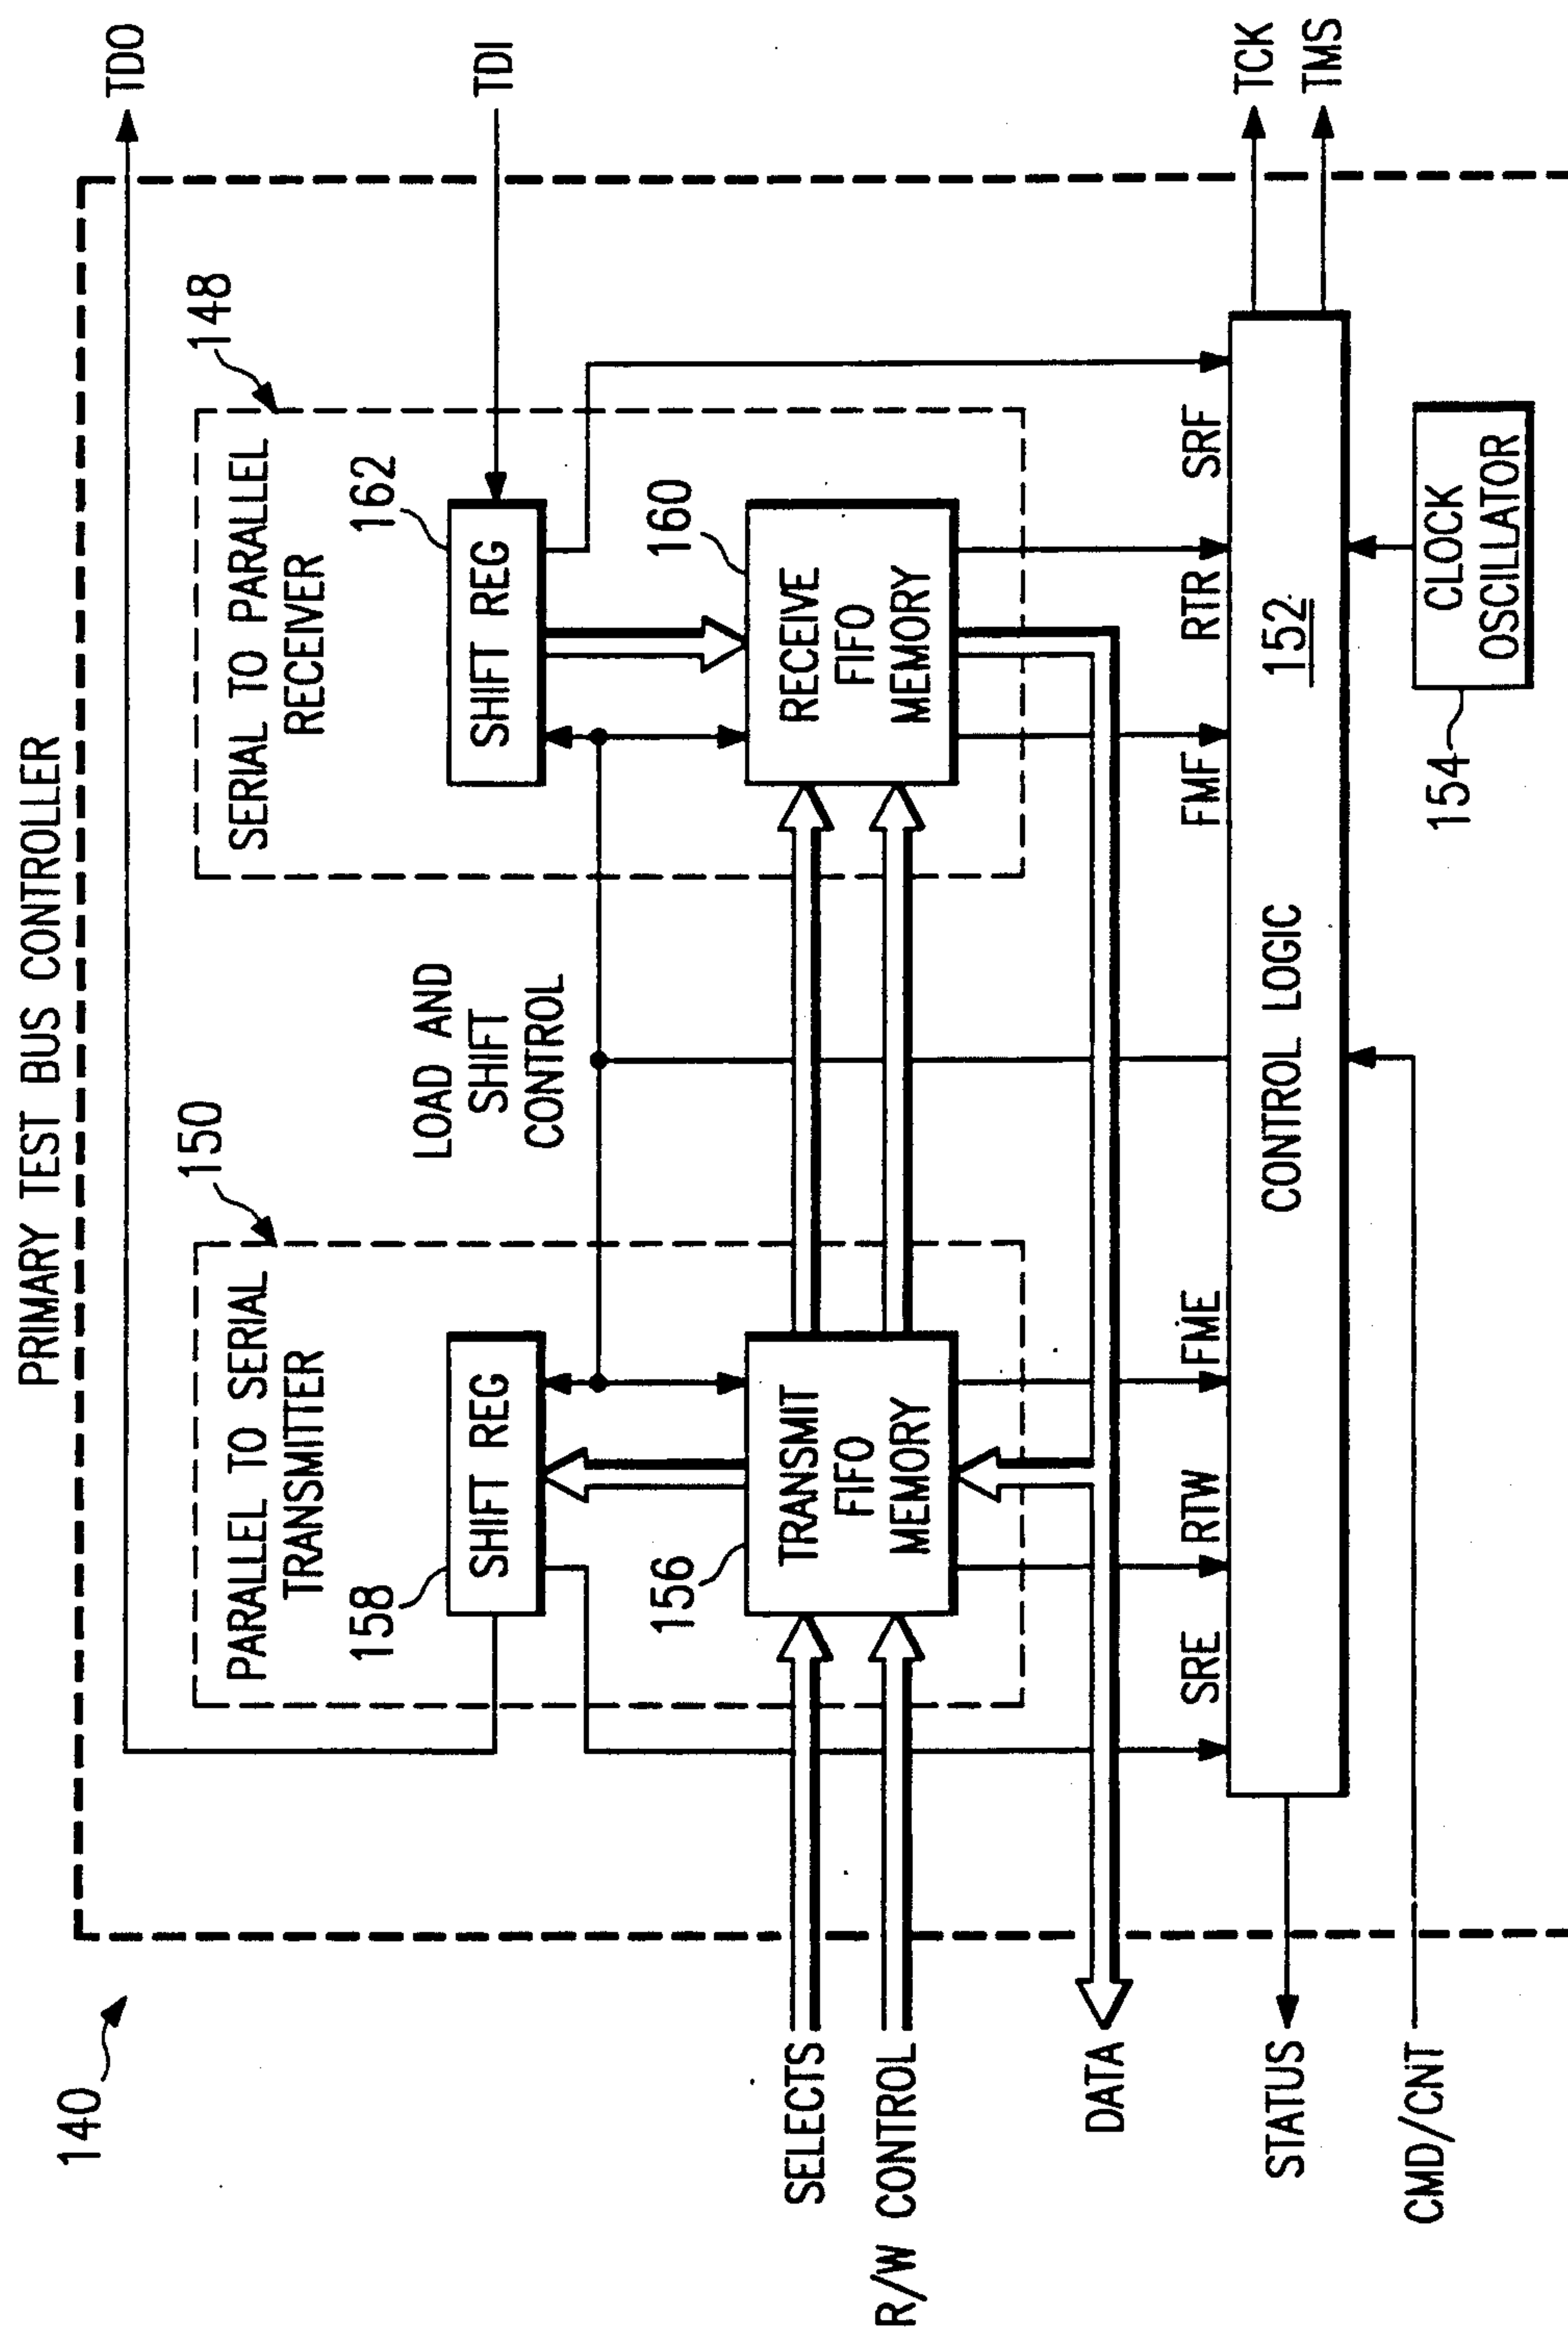 PRIMARY TEST BUS CONTROLLER
140
TDO
150
148
PARALLEL TO SERIAL
TRANSMITTER
SERIAL TO PARALLEL
RECEIVER
158
162
LOAD AND
SHIFT
CONTROL
SHIFT REG
SHIFT REG
TDI
156
160
SELECTS
R/W CONTROL
TRANSMIT
FIFO
MEMORY
RECEIVE
FIFO
MEMORY
DATA
SRE
RTW
FME
FMF
RTR
SRF
STATUS
CONTROL LOGIC
152
TCK
TMS
CMD/CNT
154
CLOCK
OSCILLATOR